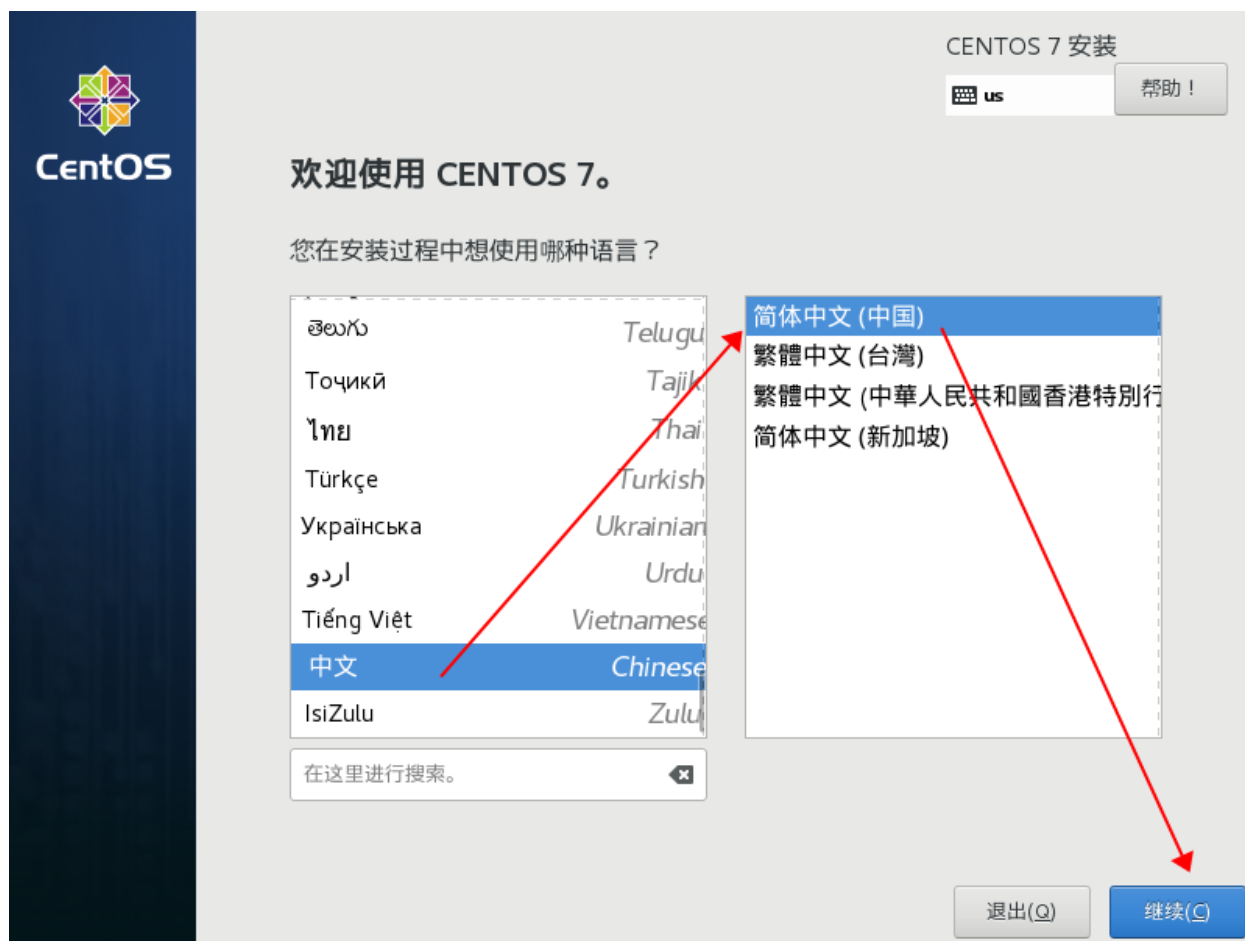 CENTOS 7 安装
us
帮助！
CentOS
欢迎使用 CENTOS 7。
您在安装过程中想使用哪种语言？
తెలుగు Telugu
Тоҷикӣ Tajik
ไทย Thai
Türkçe Turkish
Українська Ukrainian
اردو Urdu
Tiếng Việt Vietnamese
中文 Chinese
IsiZulu Zulu
简体中文 (中国)
繁體中文 (台灣)
繁體中文 (中華人民共和國香港特別行
简体中文 (新加坡)
在这里进行搜索。
退出(Q)
继续(C)